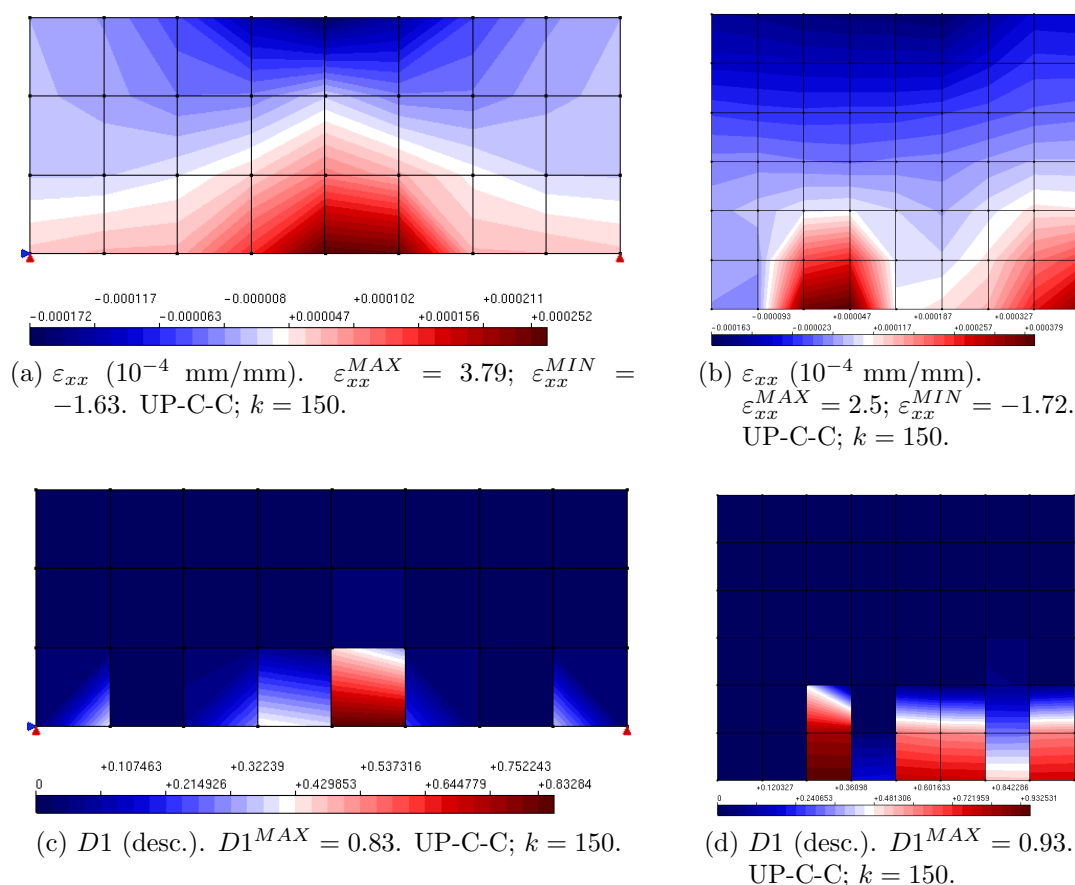 −0.000117 −0.000008 +0.000102 +0.000211
−0.000172 −0.000063 +0.000047 +0.000156 +0.000252
(a) εxx (10−4 mm/mm). εxxMAX = 3.79; εxxMIN =
−1.63. UP-C-C; k = 150.
−0.000093 +0.000047 +0.000187 +0.000327
−0.000163 −0.000023 +0.000117 +0.000257 +0.000379
(b) εxx (10−4 mm/mm).
εxxMAX = 2.5; εxxMIN = −1.72.
UP-C-C; k = 150.
+0.107463 +0.32239 +0.537316 +0.752243
0 +0.214926 +0.429853 +0.644779 +0.83284
(c) D1 (desc.). D1MAX = 0.83. UP-C-C; k = 150.
+0.120327 +0.36098 +0.601633 +0.842286
0 +0.240653 +0.481306 +0.721959 +0.932531
(d) D1 (desc.). D1MAX = 0.93.
UP-C-C; k = 150.